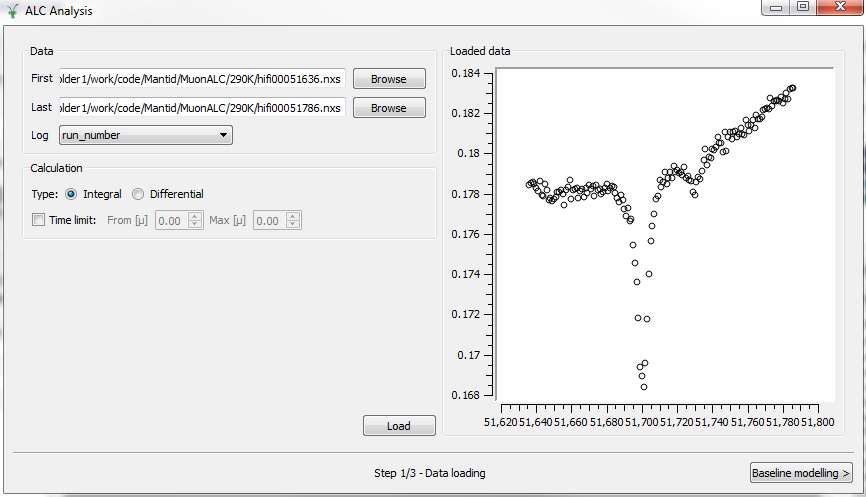 ALC Analysis
Data
First older1/work/code/Mantid/MuonALC/290K/hifi00051636.nxs Browse
Last older1/work/code/Mantid/MuonALC/290K/hifi00051786.nxs Browse
Log run_number
Calculation
Type: Integral Differential
Time limit: From [µ] 0.00 Max [µ] 0.00
Load
Loaded data
0.184
0.182
0.18
0.178
0.176
0.174
0.172
0.17
0.168
51,620 51,640 51,660 51,680 51,700 51,720 51,740 51,760 51,780 51,800
Step 1/3 - Data loading
Baseline modelling >